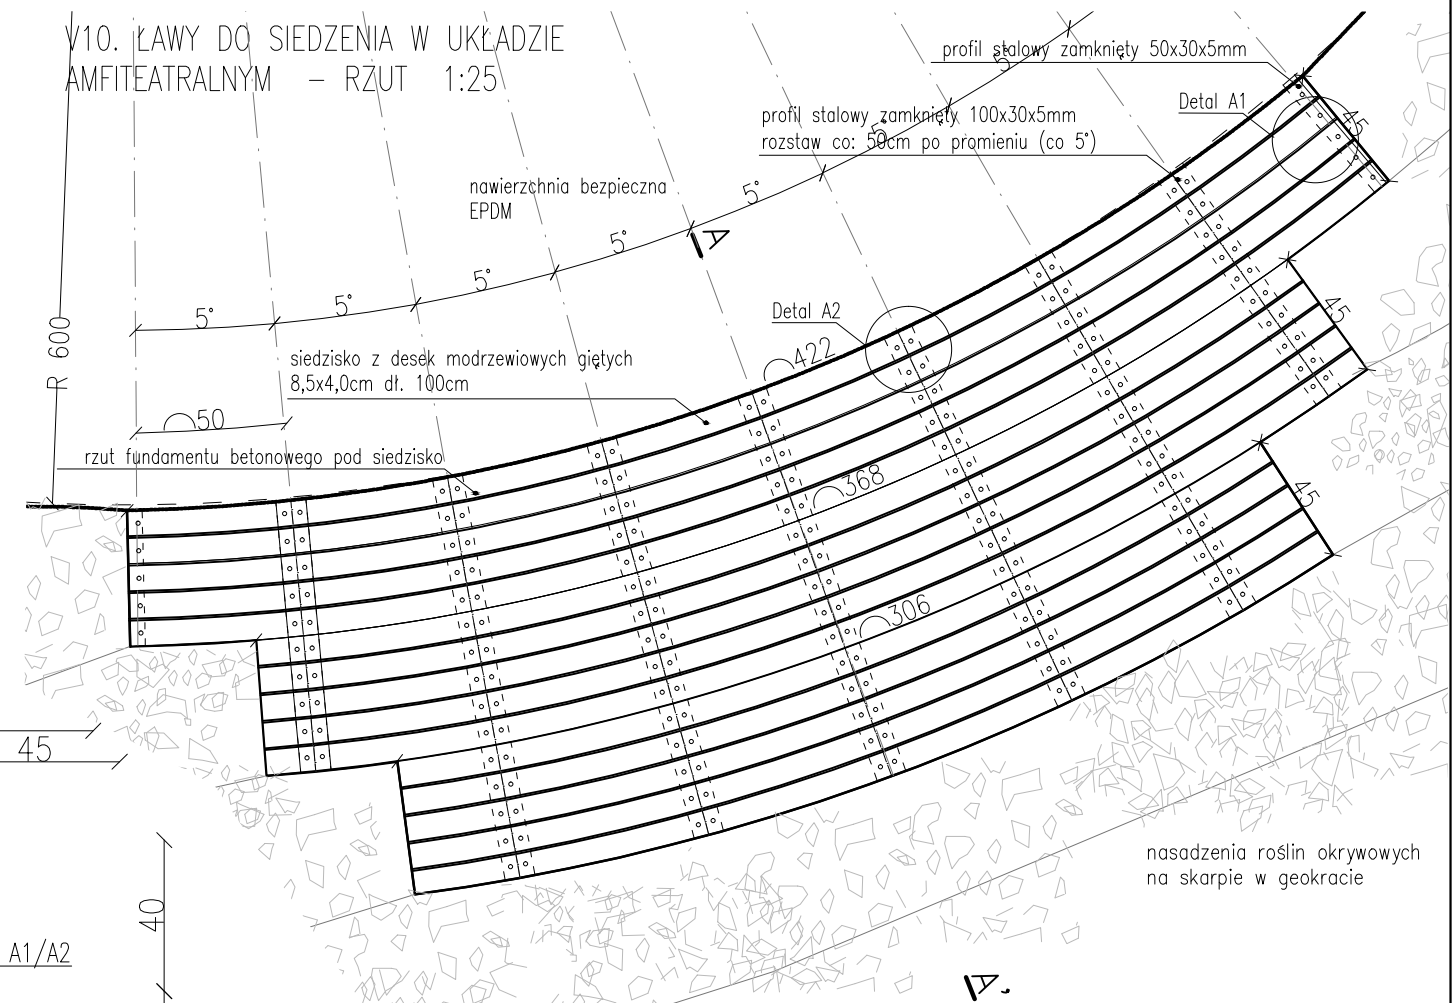 V10. ŁAWY DO SIEDZENIA W UKŁADZIE
AMFITEATRALNYM – RZUT 1:25
profil stalowy zamknięty 50x30x5mm
5°
Detal A1
45
profil stalowy zamknięty 100x30x5mm
5°
rozstaw co: 50cm po promieniu (co 5°)
nawierzchnia bezpieczna
EPDM
5°
A
5°
5°
5°
5°
Detal A2
45
R 600
siedzisko z desek modrzewiowych giętych
8,5x4,0cm dł. 100cm
422
50
rzut fundamentu betonowego pod siedzisko
368
45
306
45
nasadzenia roślin okrywowych
na skarpie w geokracie
40
A1/A2
A